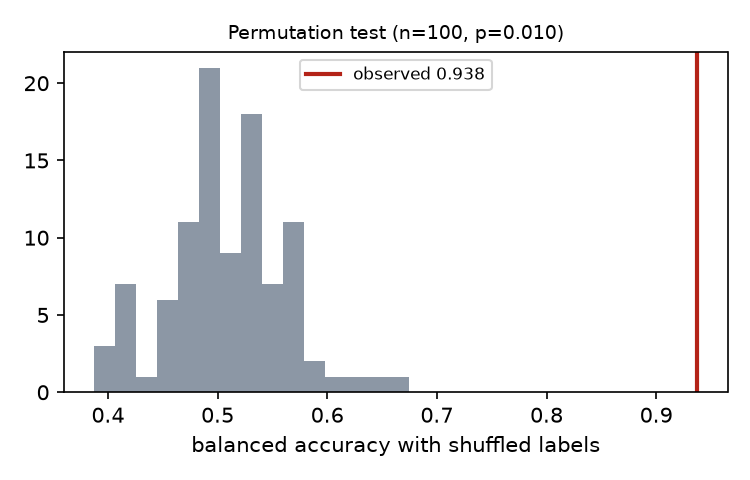 Permutation test (n=100, p=0.010)
observed 0.938
20
15
10
5
0
0.4 0.5 0.6 0.7 0.8 0.9
balanced accuracy with shuffled labels